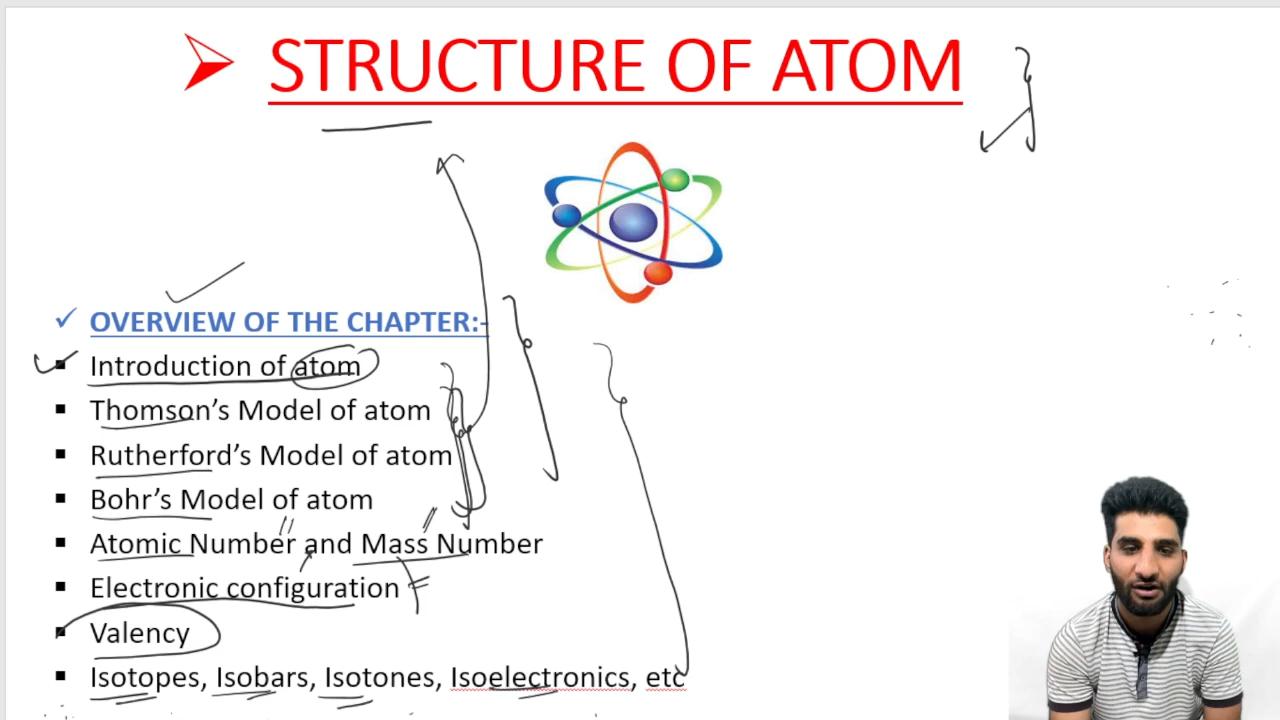 STRUCTURE OF ATOM
OVERVIEW OF THE CHAPTER:-
Introduction of atom
Thomson's Model of atom
Rutherford's Model of atom
Bohr's Model of atom
Atomic Number and Mass Number
Electronic configuration
Valency
Isotopes, Isobars, Isotones, Isoelectronics, etc